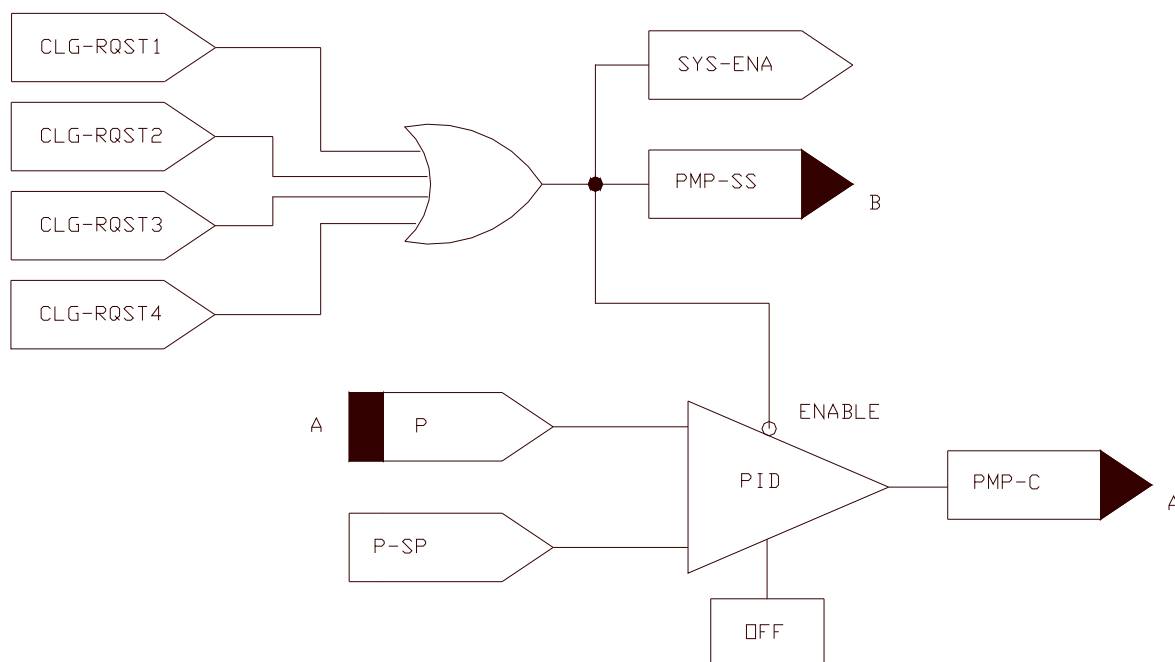 CLG-RQST1
SYS-ENA
CLG-RQST2
PMP-SS
B
CLG-RQST3
CLG-RQST4
ENABLE
A
P
PID
PMP-C
A
P-SP
OFF